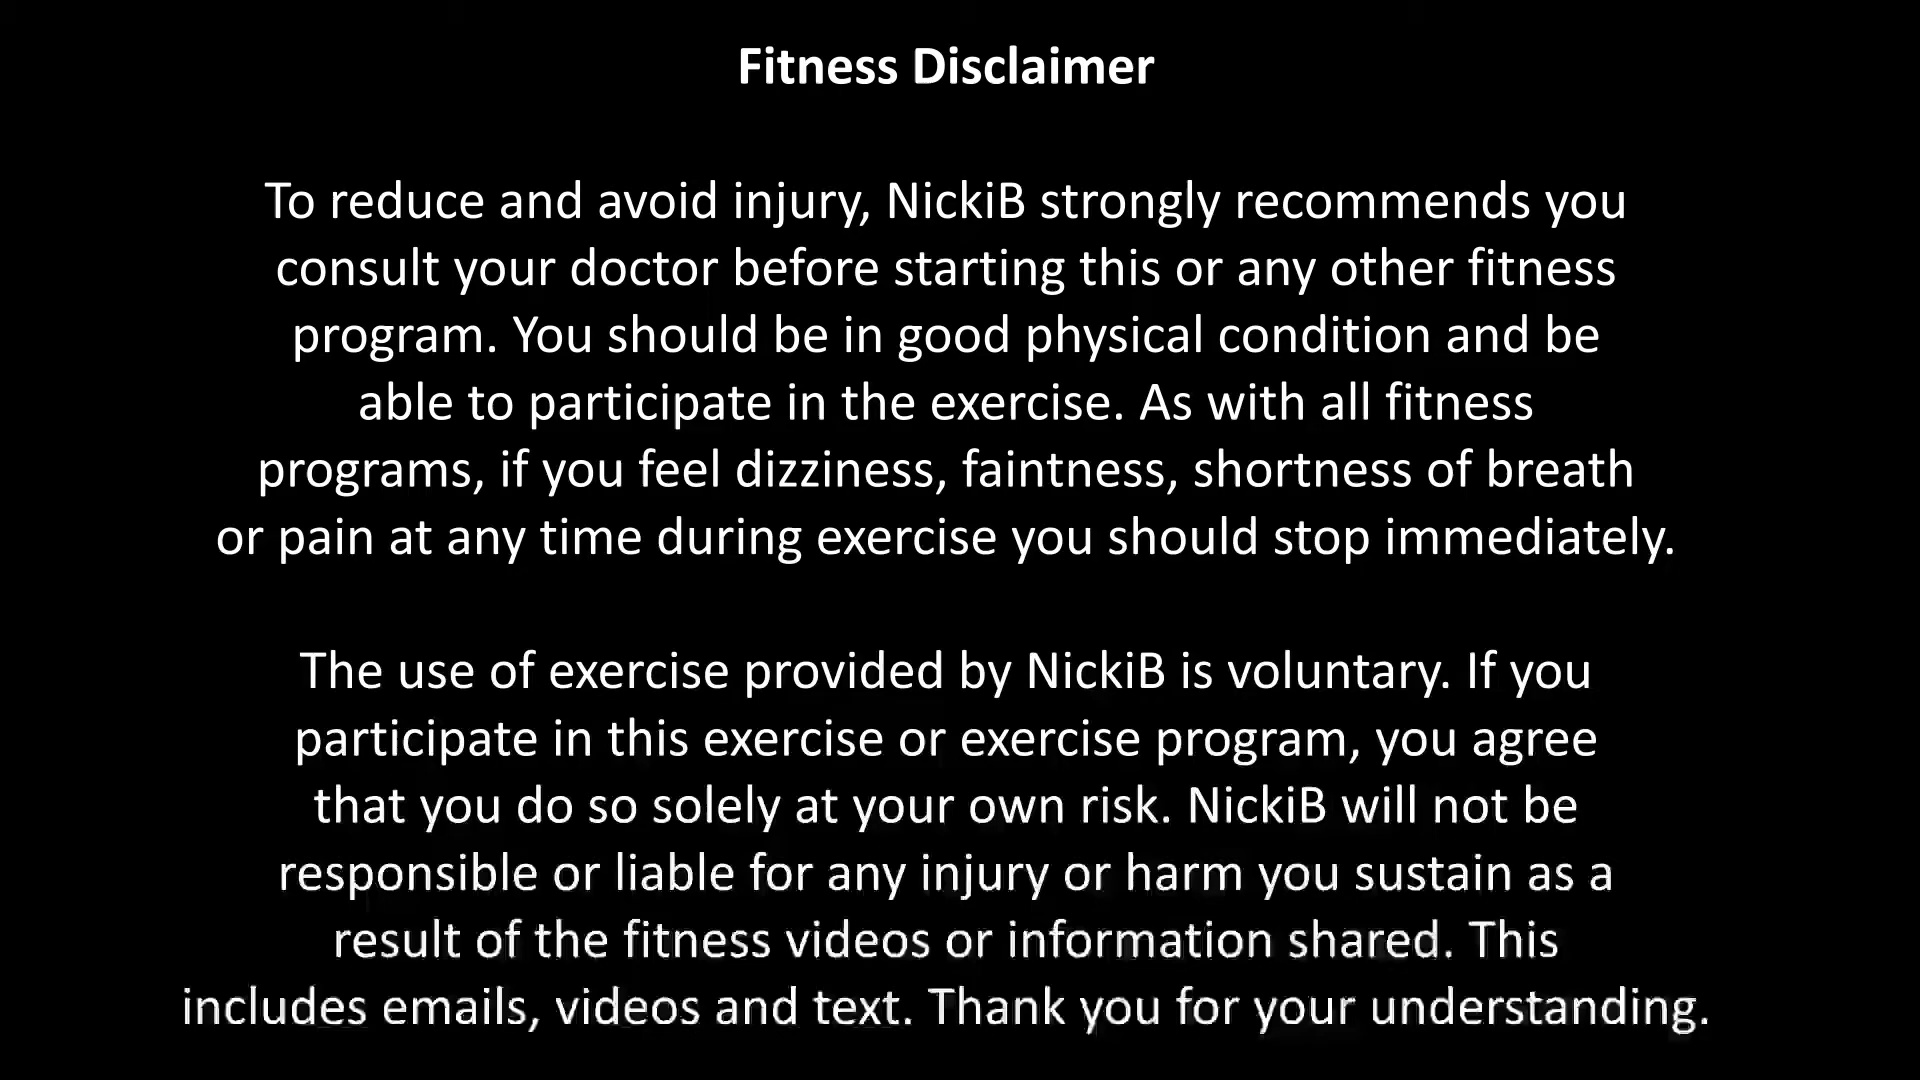 Fitness Disclaimer
To reduce and avoid injury, NickiB strongly recommends you
consult your doctor before starting this or any other fitness
program. You should be in good physical condition and be
able to participate in the exercise. As with all fitness
programs, if you feel dizziness, faintness, shortness of breath
or pain at any time during exercise you should stop immediately.
The use of exercise provided by NickiB is voluntary. If you
participate in this exercise or exercise program, you agree
that you do so solely at your own risk. NickiB will not be
responsible or liable for any injury or harm you sustain as a
result of the fitness videos or information shared. This
includes emails, videos and text. Thank you for your understanding.